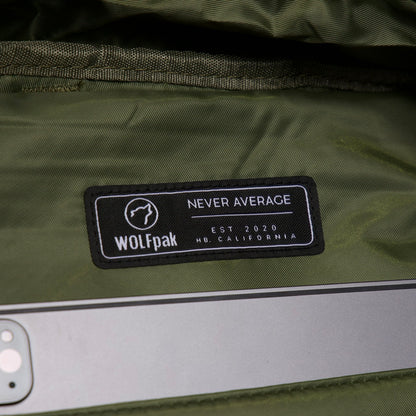 WOLFpak
NEVER AVERAGE
EST 2020
HB. CALIFORNIA